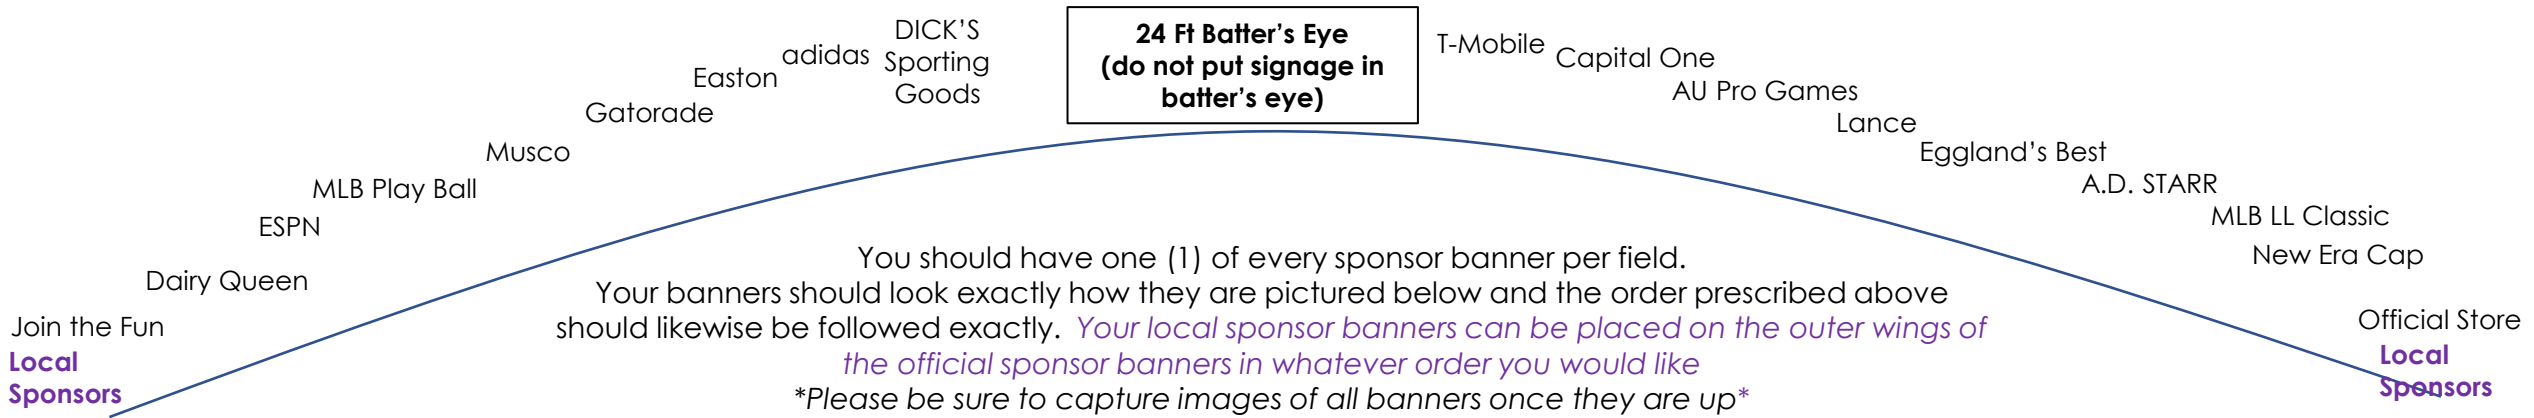 Join the Fun
Local
Sponsors
Dairy Queen
ESPN
MLB Play Ball
Musco
Gatorade
Easton
adidas
DICK’S
Sporting
Goods
24 Ft Batter’s Eye
(do not put signage in
batter’s eye)
T-Mobile
Capital One
AU Pro Games
Lance
Eggland’s Best
A.D. STARR
MLB LL Classic
New Era Cap
Official Store
Local
Sponsors
You should have one (1) of every sponsor banner per field.
Your banners should look exactly how they are pictured below and the order prescribed above
should likewise be followed exactly. Your local sponsor banners can be placed on the outer wings of
the official sponsor banners in whatever order you would like
*Please be sure to capture images of all banners once they are up*